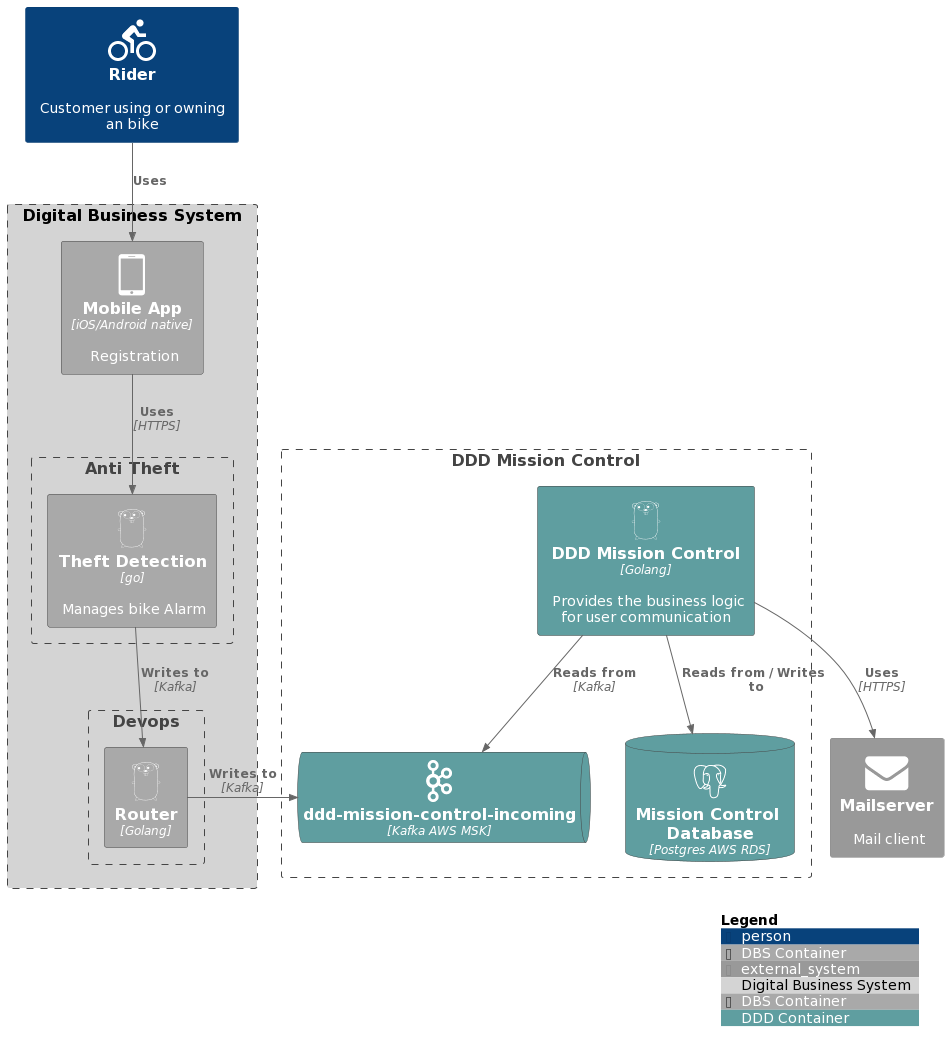 Rider
Customer using or owning
an bike
Uses
Digital Business System
Mobile App
[iOS/Android native]
Registration
Uses
[HTTPS]
Anti Theft
Theft Detection
[go]
Manages bike Alarm
Writes to
[Kafka]
Devops
Router
[Golang]
Writes to
[Kafka]
DDD Mission Control
DDD Mission Control
[Golang]
Provides the business logic
for user communication
Reads from
[Kafka]
Reads from / Writes
to
Uses
[HTTPS]
ddd-mission-control-incoming
[Kafka AWS MSK]
Mission Control
Database
[Postgres AWS RDS]
Mailserver
Mail client
Legend
person
DBS Container
external_system
Digital Business System
DBS Container
DDD Container